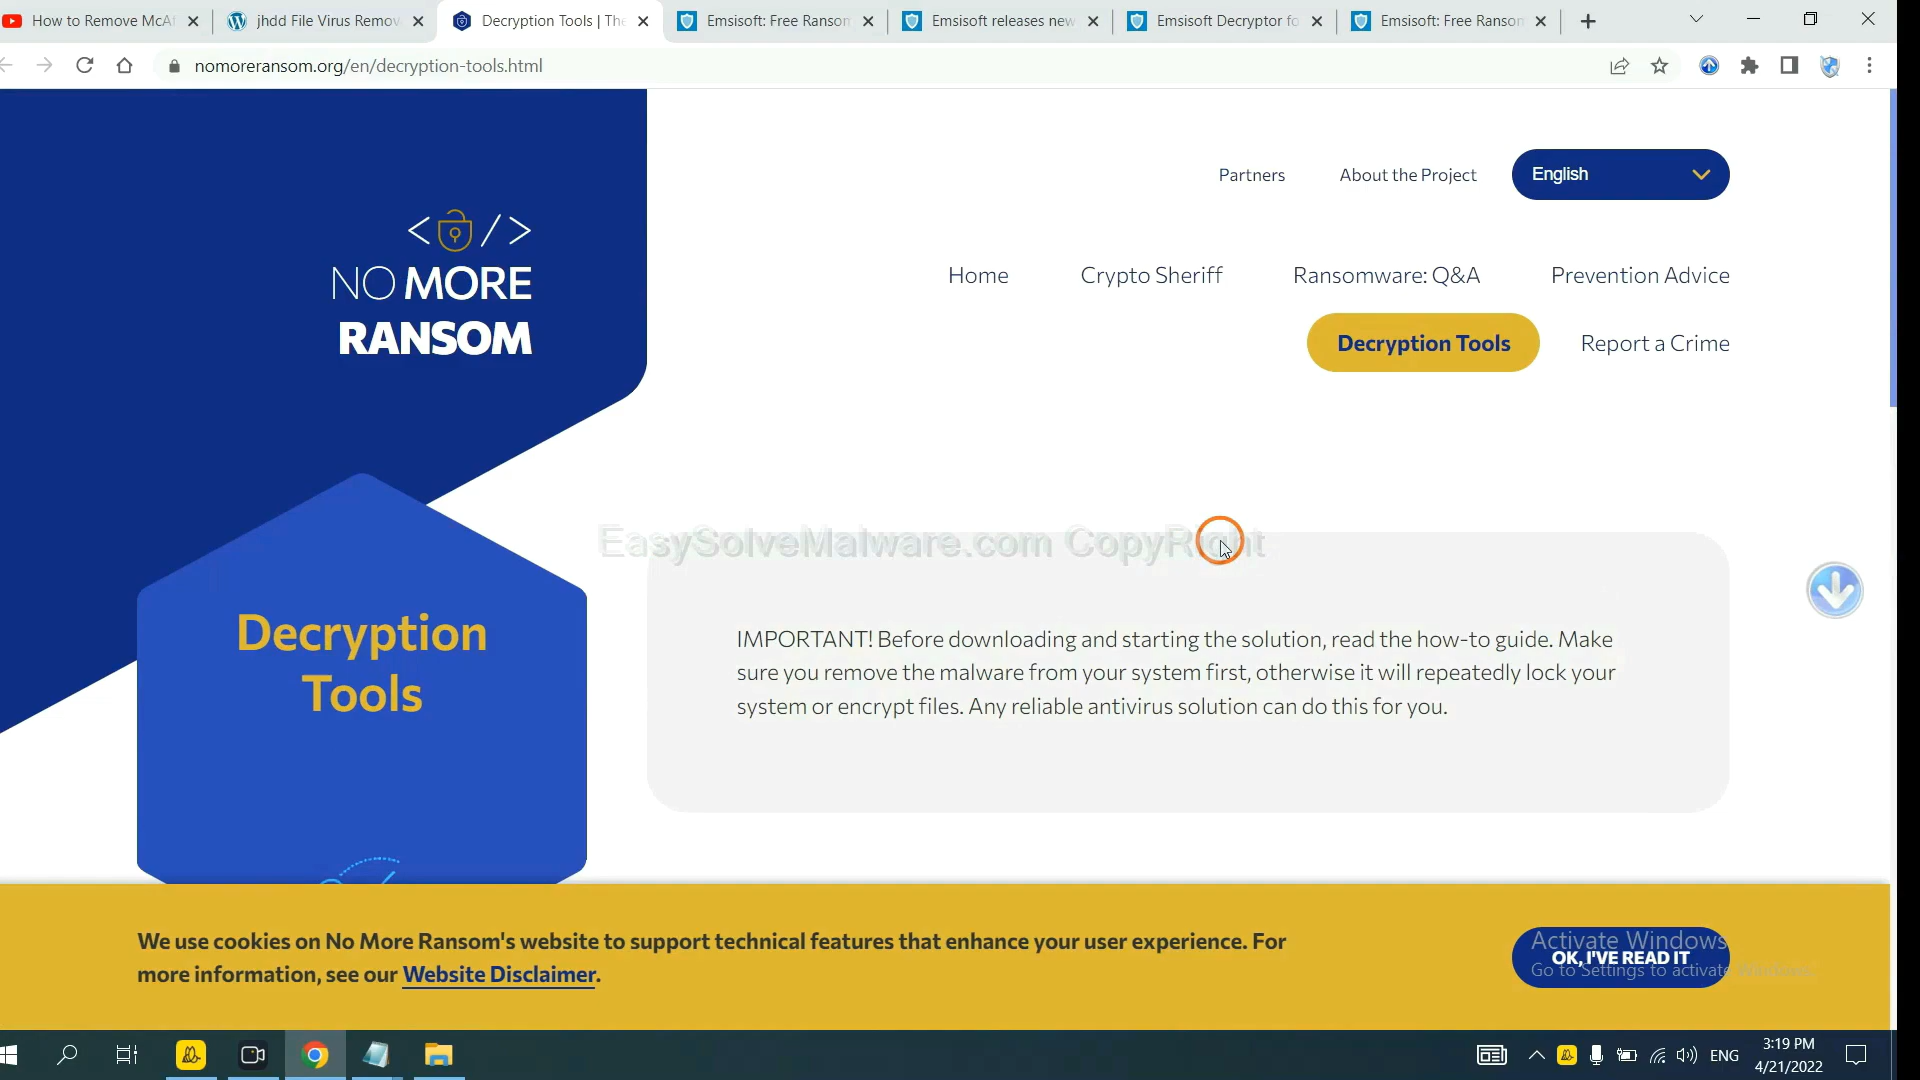 How to Remove McAf
jhdd File Virus Remov
Decryption Tools | The
Emsisoft: Free Ransom
Emsisoft releases new
Emsisoft Decryptor fo
Emsisoft: Free Ransom
nomoreransom.org/en/decryption-tools.html
Partners
About the Project
English
NO MORE
RANSOM
Home
Crypto Sheriff
Ransomware: Q&A
Prevention Advice
Decryption Tools
Report a Crime
EasySolveMalware.com CopyRight
Decryption
Tools
IMPORTANT! Before downloading and starting the solution, read the how-to guide. Make
sure you remove the malware from your system first, otherwise it will repeatedly lock your
system or encrypt files. Any reliable antivirus solution can do this for you.
We use cookies on No More Ransom's website to support technical features that enhance your user experience. For
more information, see our Website Disclaimer.
Activate Windows
OK, I'VE READ IT
Go to Settings to activate Windows.
ENG
3:19 PM
4/21/2022